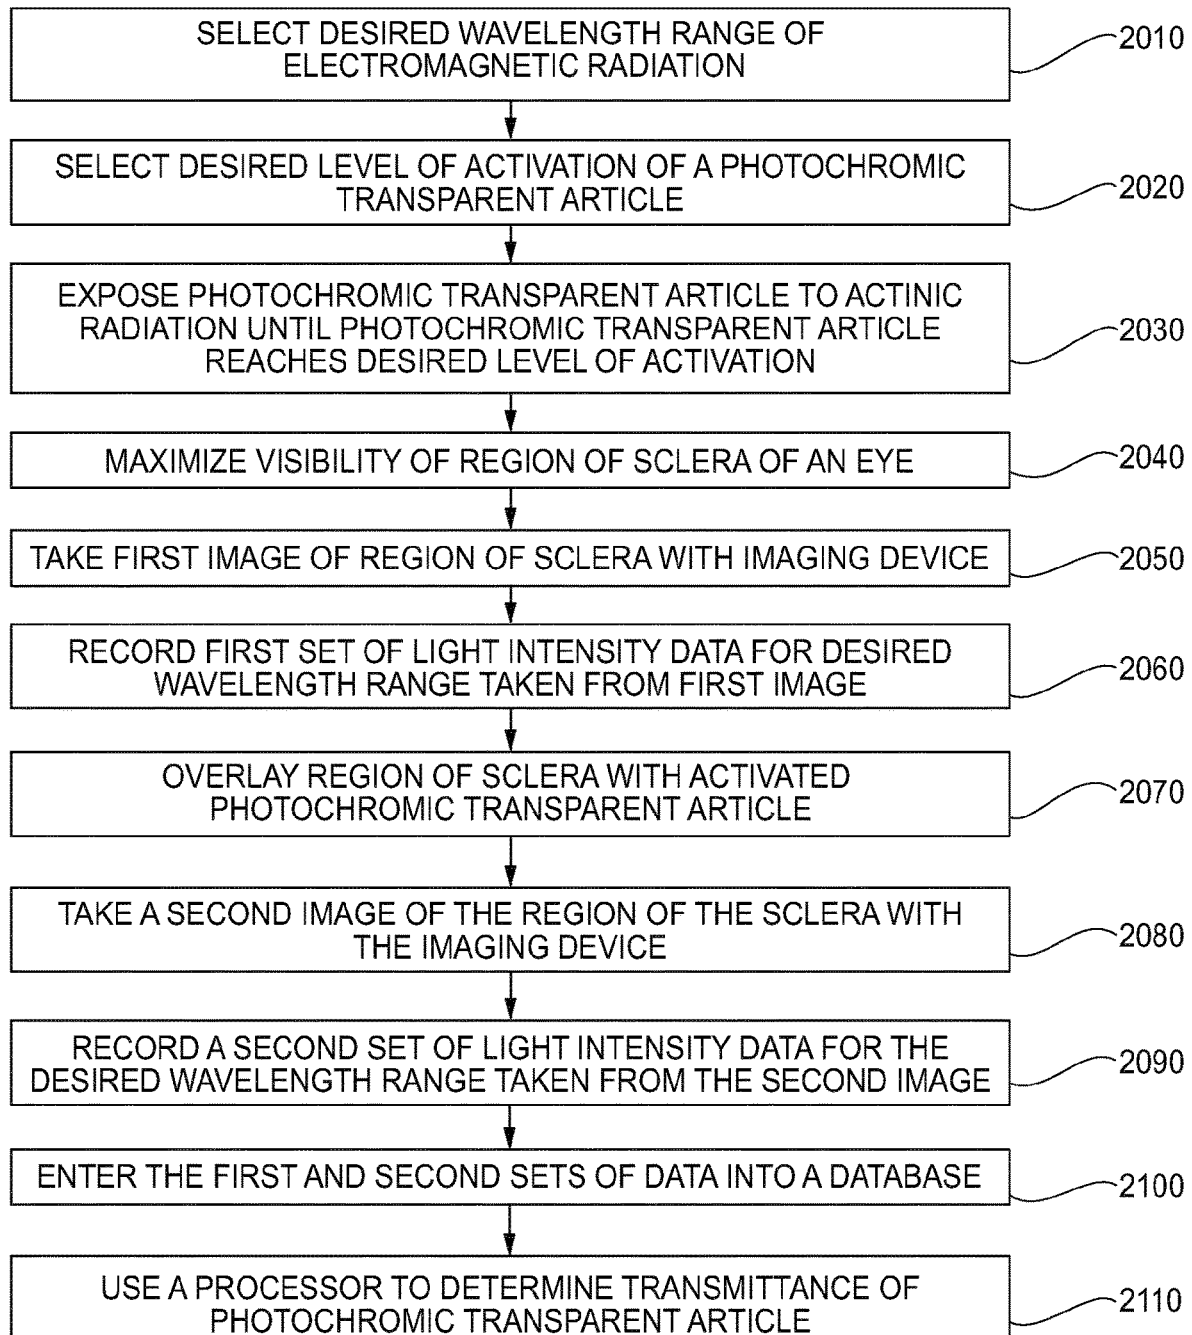 SELECT DESIRED WAVELENGTH RANGE OF
ELECTROMAGNETIC RADIATION
2010
SELECT DESIRED LEVEL OF ACTIVATION OF A PHOTOCHROMIC
TRANSPARENT ARTICLE
2020
EXPOSE PHOTOCHROMIC TRANSPARENT ARTICLE TO ACTINIC
RADIATION UNTIL PHOTOCHROMIC TRANSPARENT ARTICLE
REACHES DESIRED LEVEL OF ACTIVATION
2030
MAXIMIZE VISIBILITY OF REGION OF SCLERA OF AN EYE
2040
TAKE FIRST IMAGE OF REGION OF SCLERA WITH IMAGING DEVICE
2050
RECORD FIRST SET OF LIGHT INTENSITY DATA FOR DESIRED
WAVELENGTH RANGE TAKEN FROM FIRST IMAGE
2060
OVERLAY REGION OF SCLERA WITH ACTIVATED
PHOTOCHROMIC TRANSPARENT ARTICLE
2070
TAKE A SECOND IMAGE OF THE REGION OF THE SCLERA WITH
THE IMAGING DEVICE
2080
RECORD A SECOND SET OF LIGHT INTENSITY DATA FOR THE
DESIRED WAVELENGTH RANGE TAKEN FROM THE SECOND IMAGE
2090
ENTER THE FIRST AND SECOND SETS OF DATA INTO A DATABASE
2100
USE A PROCESSOR TO DETERMINE TRANSMITTANCE OF
PHOTOCHROMIC TRANSPARENT ARTICLE
2110